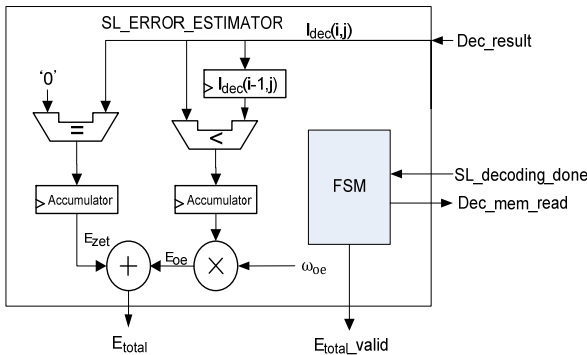 SL_ERROR_ESTIMATOR
I_dec(i,j)
Dec_result
'0'
I_dec(i-1,j)
=
<
FSM
SL_decoding_done
Dec_mem_read
Accumulator
Accumulator
E_zet
E_oe
+
×
ω_oe
E_total
E_total_valid